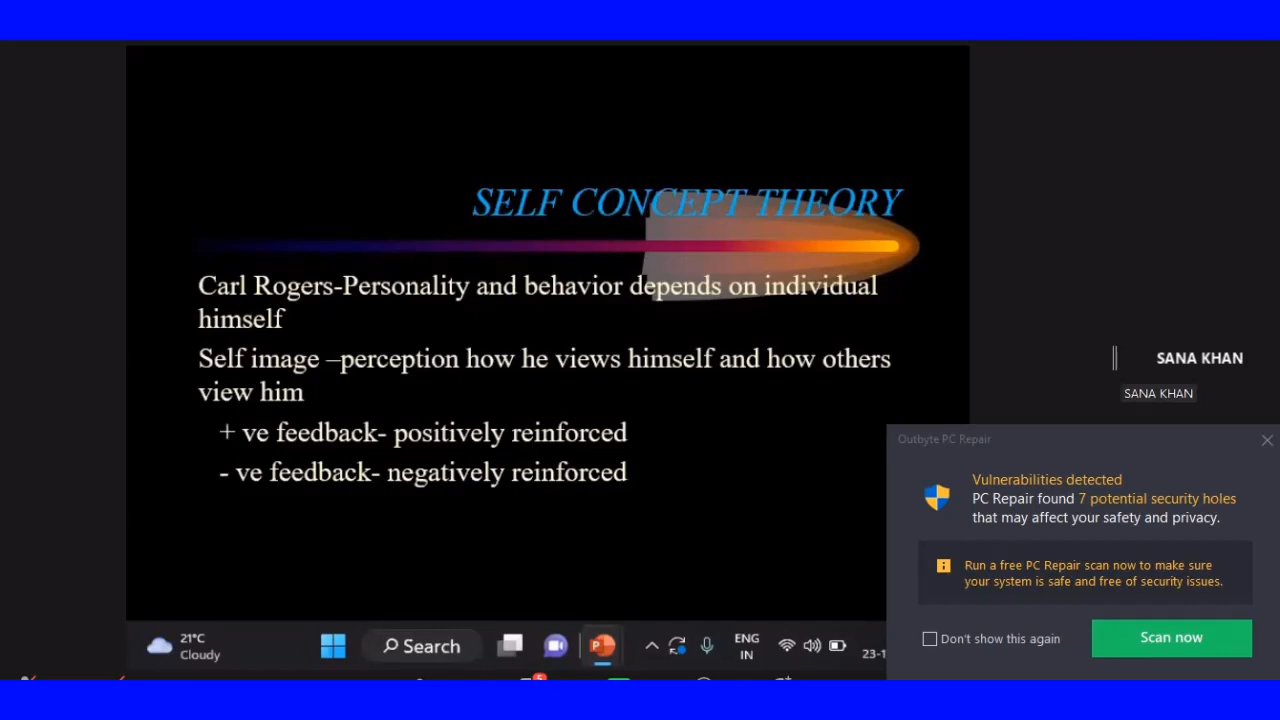 SELF CONCEPT THEORY
Carl Rogers-Personality and behavior depends on individual
himself
Self image –perception how he views himself and how others
view him
+ ve feedback- positively reinforced
- ve feedback- negatively reinforced
SANA KHAN
SANA KHAN
Outbyte PC Repair
Vulnerabilities detected
PC Repair found 7 potential security holes
that may affect your safety and privacy.
Run a free PC Repair scan now to make sure
your system is safe and free of security issues.
Don't show this again
Scan now
21°C
Cloudy
Search
ENG
IN
23-1
5